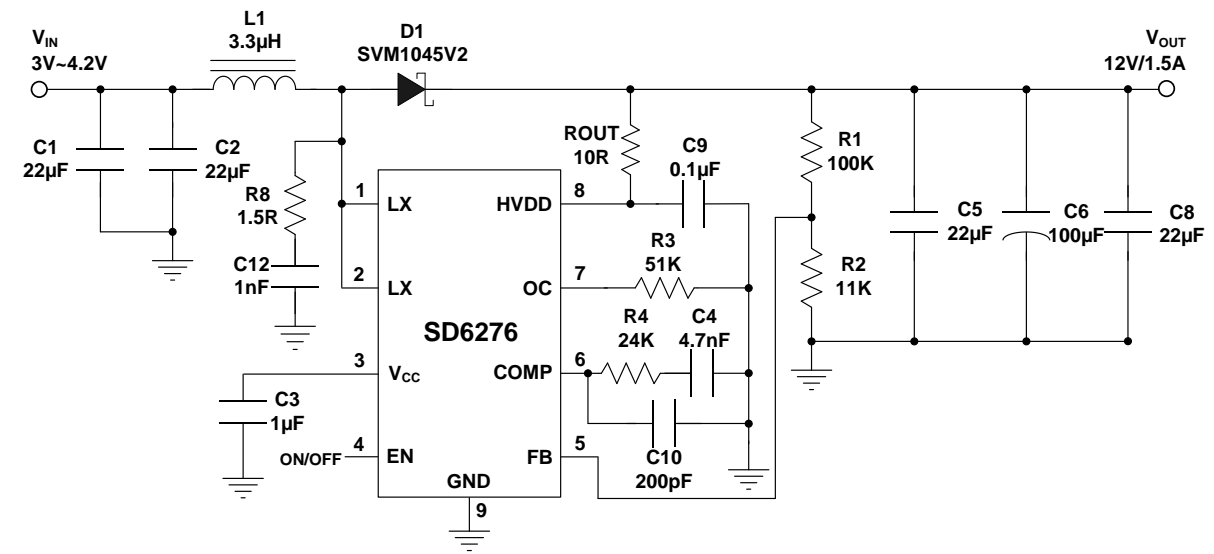 L1
3.3µH
D1
SVM1045V2
VIN
3V~4.2V
VOUT
12V/1.5A
C1
22µF
C2
22µF
R8
1.5R
C12
1nF
ROUT
10R
C9
0.1µF
R1
100K
R2
11K
C5
22µF
C6
100µF
C8
22µF
1
LX
HVDD
8
2
LX
OC
7
R3
51K
SD6276
R4
24K
C4
4.7nF
3
VCC
COMP
6
C3
1µF
C10
200pF
ON/OFF
4
EN
FB
5
GND
9